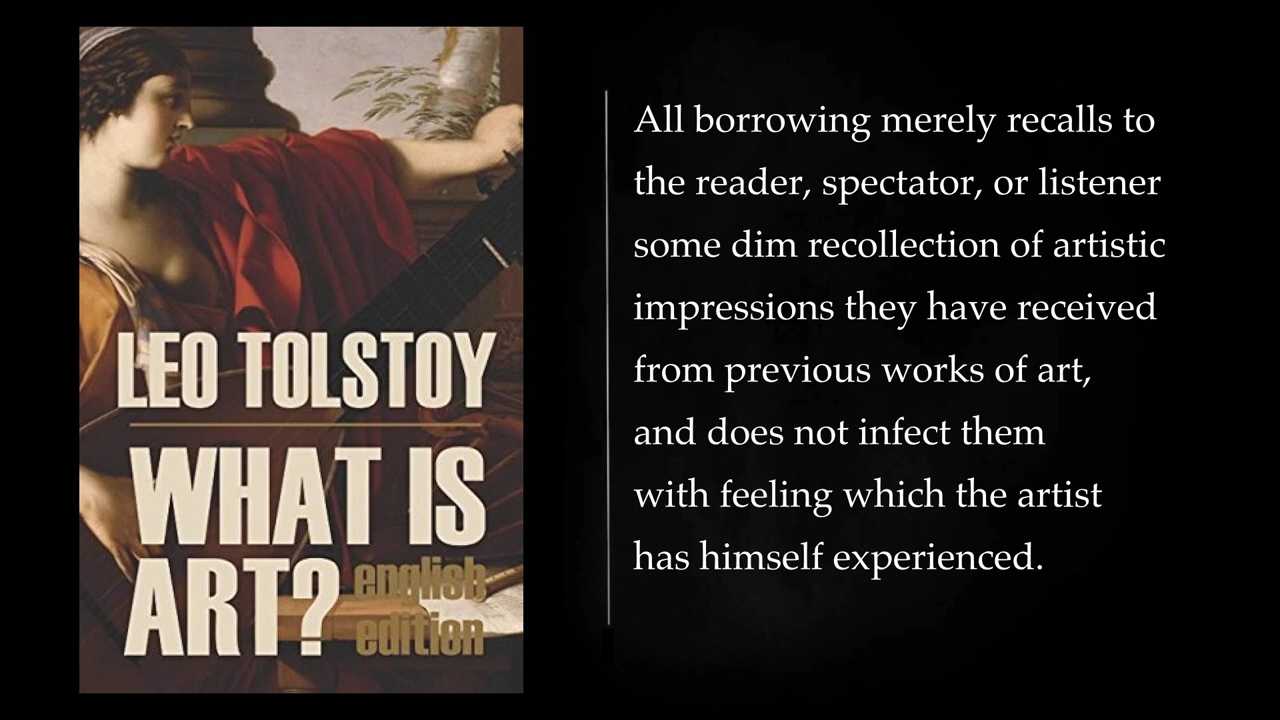 LEO TOLSTOY
WHAT IS
ART?
english
edition
All borrowing merely recalls to
the reader, spectator, or listener
some dim recollection of artistic
impressions they have received
from previous works of art,
and does not infect them
with feeling which the artist
has himself experienced.